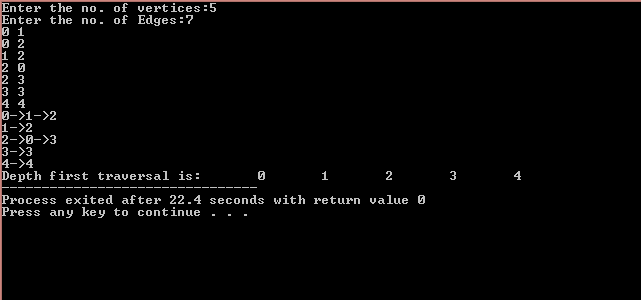 Enter the no. of vertices:5
Enter the no. of Edges:7
0 1
0 2
1 2
2 0
2 3
3 3
4 4
0->1->2
1->2
2->0->3
3->3
4->4
Depth first traversal is:       0       1       2       3       4
--------------------------------
Process exited after 22.4 seconds with return value 0
Press any key to continue . . .